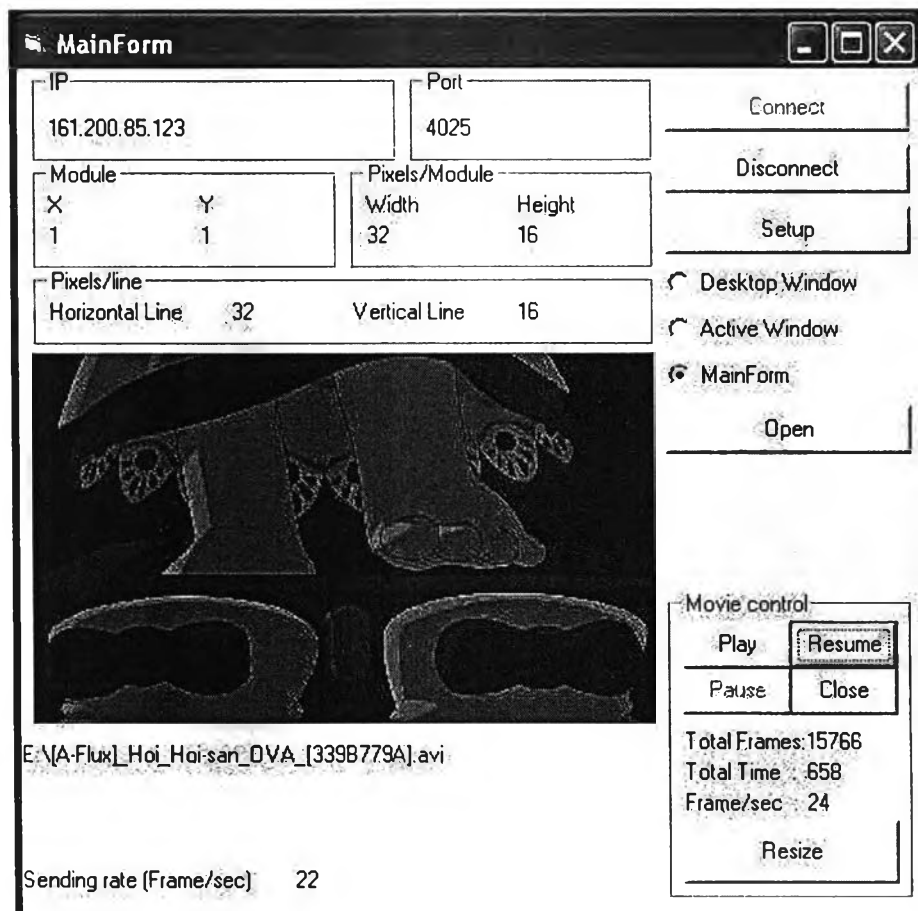 MainForm
IP
161.200.85.123
Port
4025
Connect
Disconnect
Setup
Module
X Y
1 1
Pixels/Module
Width Height
32 16
Pixels/line
Horizontal Line 32 Vertical Line 16
Desktop Window
Active Window
MainForm
Open
Movie control
Play Resume
Pause Close
Total Frames:15766
Total Time :658
Frame/sec : 24
Resize
E:\[A-Flux]_Hoi_Hoi-san_OVA_[339B779A].avi
Sending rate (Frame/sec) 22